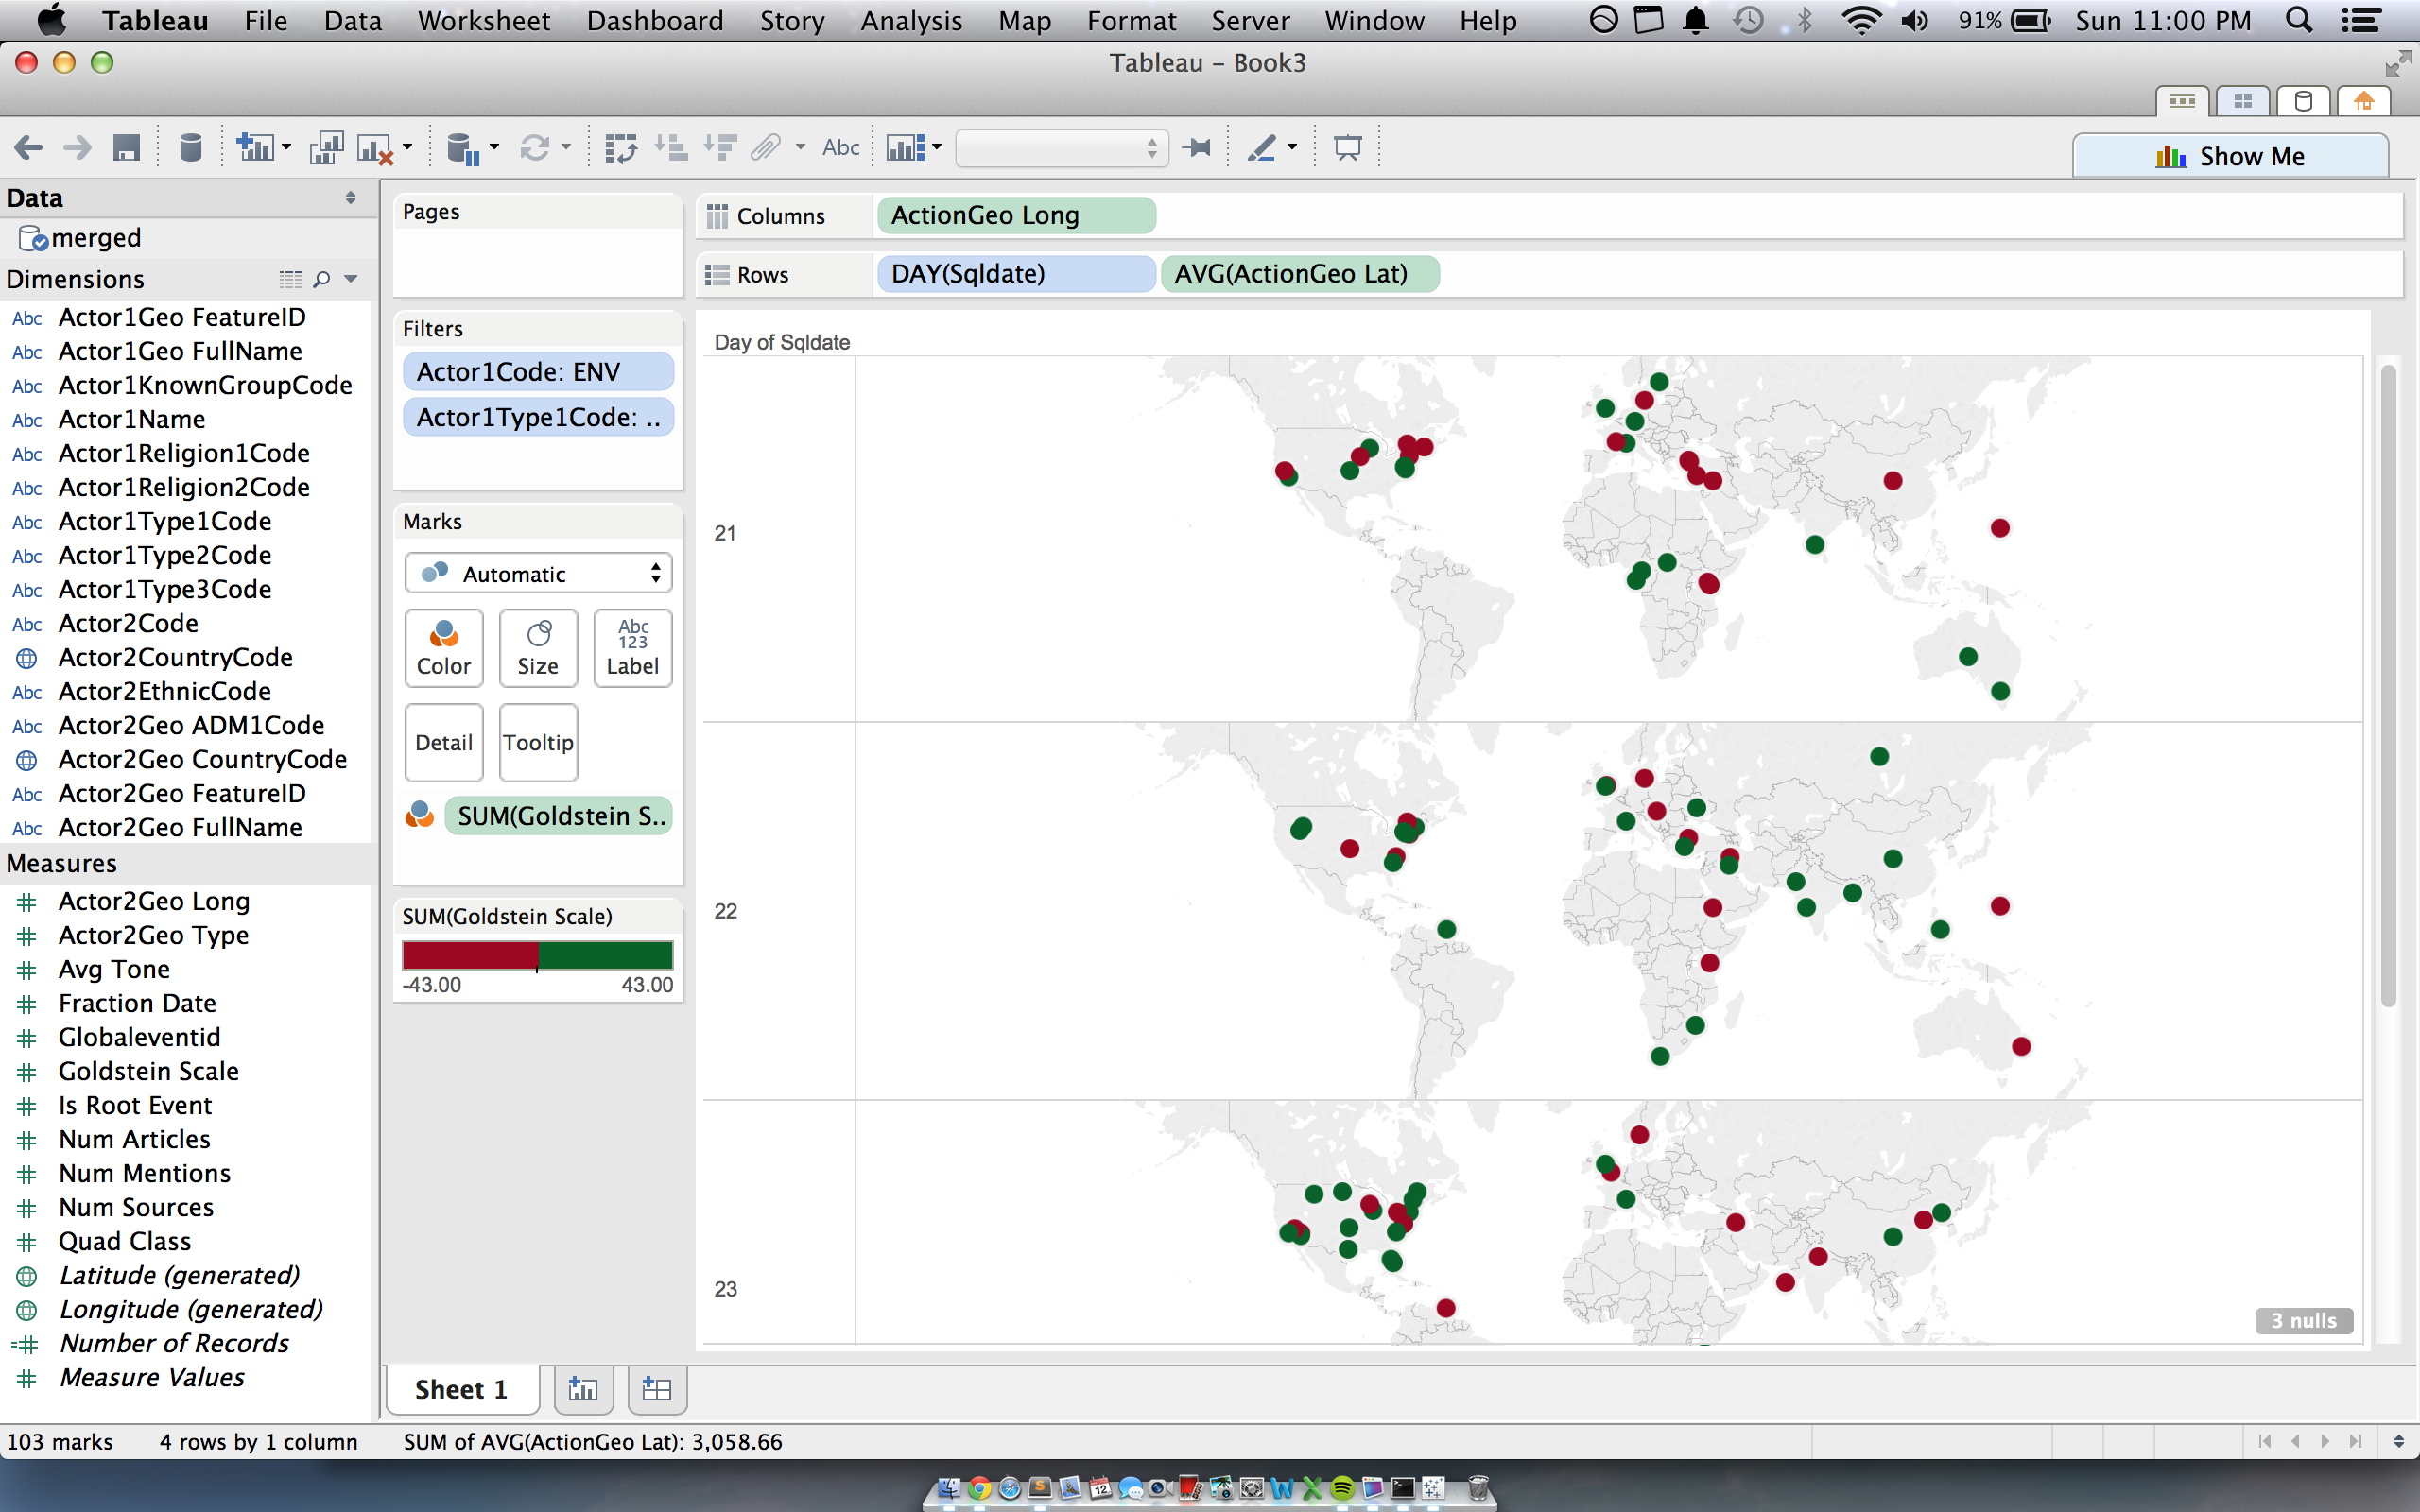 Tableau File Data Worksheet Dashboard Story Analysis Map Format Server Window Help 91% Sun 11:00 PM
Tableau - Book3
Abc
Show Me
Data
merged
Dimensions
Abc Actor1Geo FeatureID
Abc Actor1Geo FullName
Abc Actor1KnownGroupCode
Abc Actor1Name
Abc Actor1Religion1Code
Abc Actor1Religion2Code
Abc Actor1Type1Code
Abc Actor1Type2Code
Abc Actor1Type3Code
Abc Actor2Code
Actor2CountryCode
Abc Actor2EthnicCode
Abc Actor2Geo ADM1Code
Actor2Geo CountryCode
Abc Actor2Geo FeatureID
Abc Actor2Geo FullName
Measures
# Actor2Geo Long
# Actor2Geo Type
# Avg Tone
# Fraction Date
# Globaleventid
# Goldstein Scale
# Is Root Event
# Num Articles
# Num Mentions
# Num Sources
# Quad Class
Latitude (generated)
Longitude (generated)
=# Number of Records
# Measure Values
Pages
Filters
Actor1Code: ENV
Actor1Type1Code: ..
Marks
Automatic
Color
Size
Abc
123
Label
Detail
Tooltip
SUM(Goldstein S..
SUM(Goldstein Scale)
-43.00 43.00
Columns ActionGeo Long
Rows DAY(Sqldate) AVG(ActionGeo Lat)
Day of Sqldate
21
22
23
3 nulls
Sheet 1
103 marks 4 rows by 1 column SUM of AVG(ActionGeo Lat): 3,058.66
12